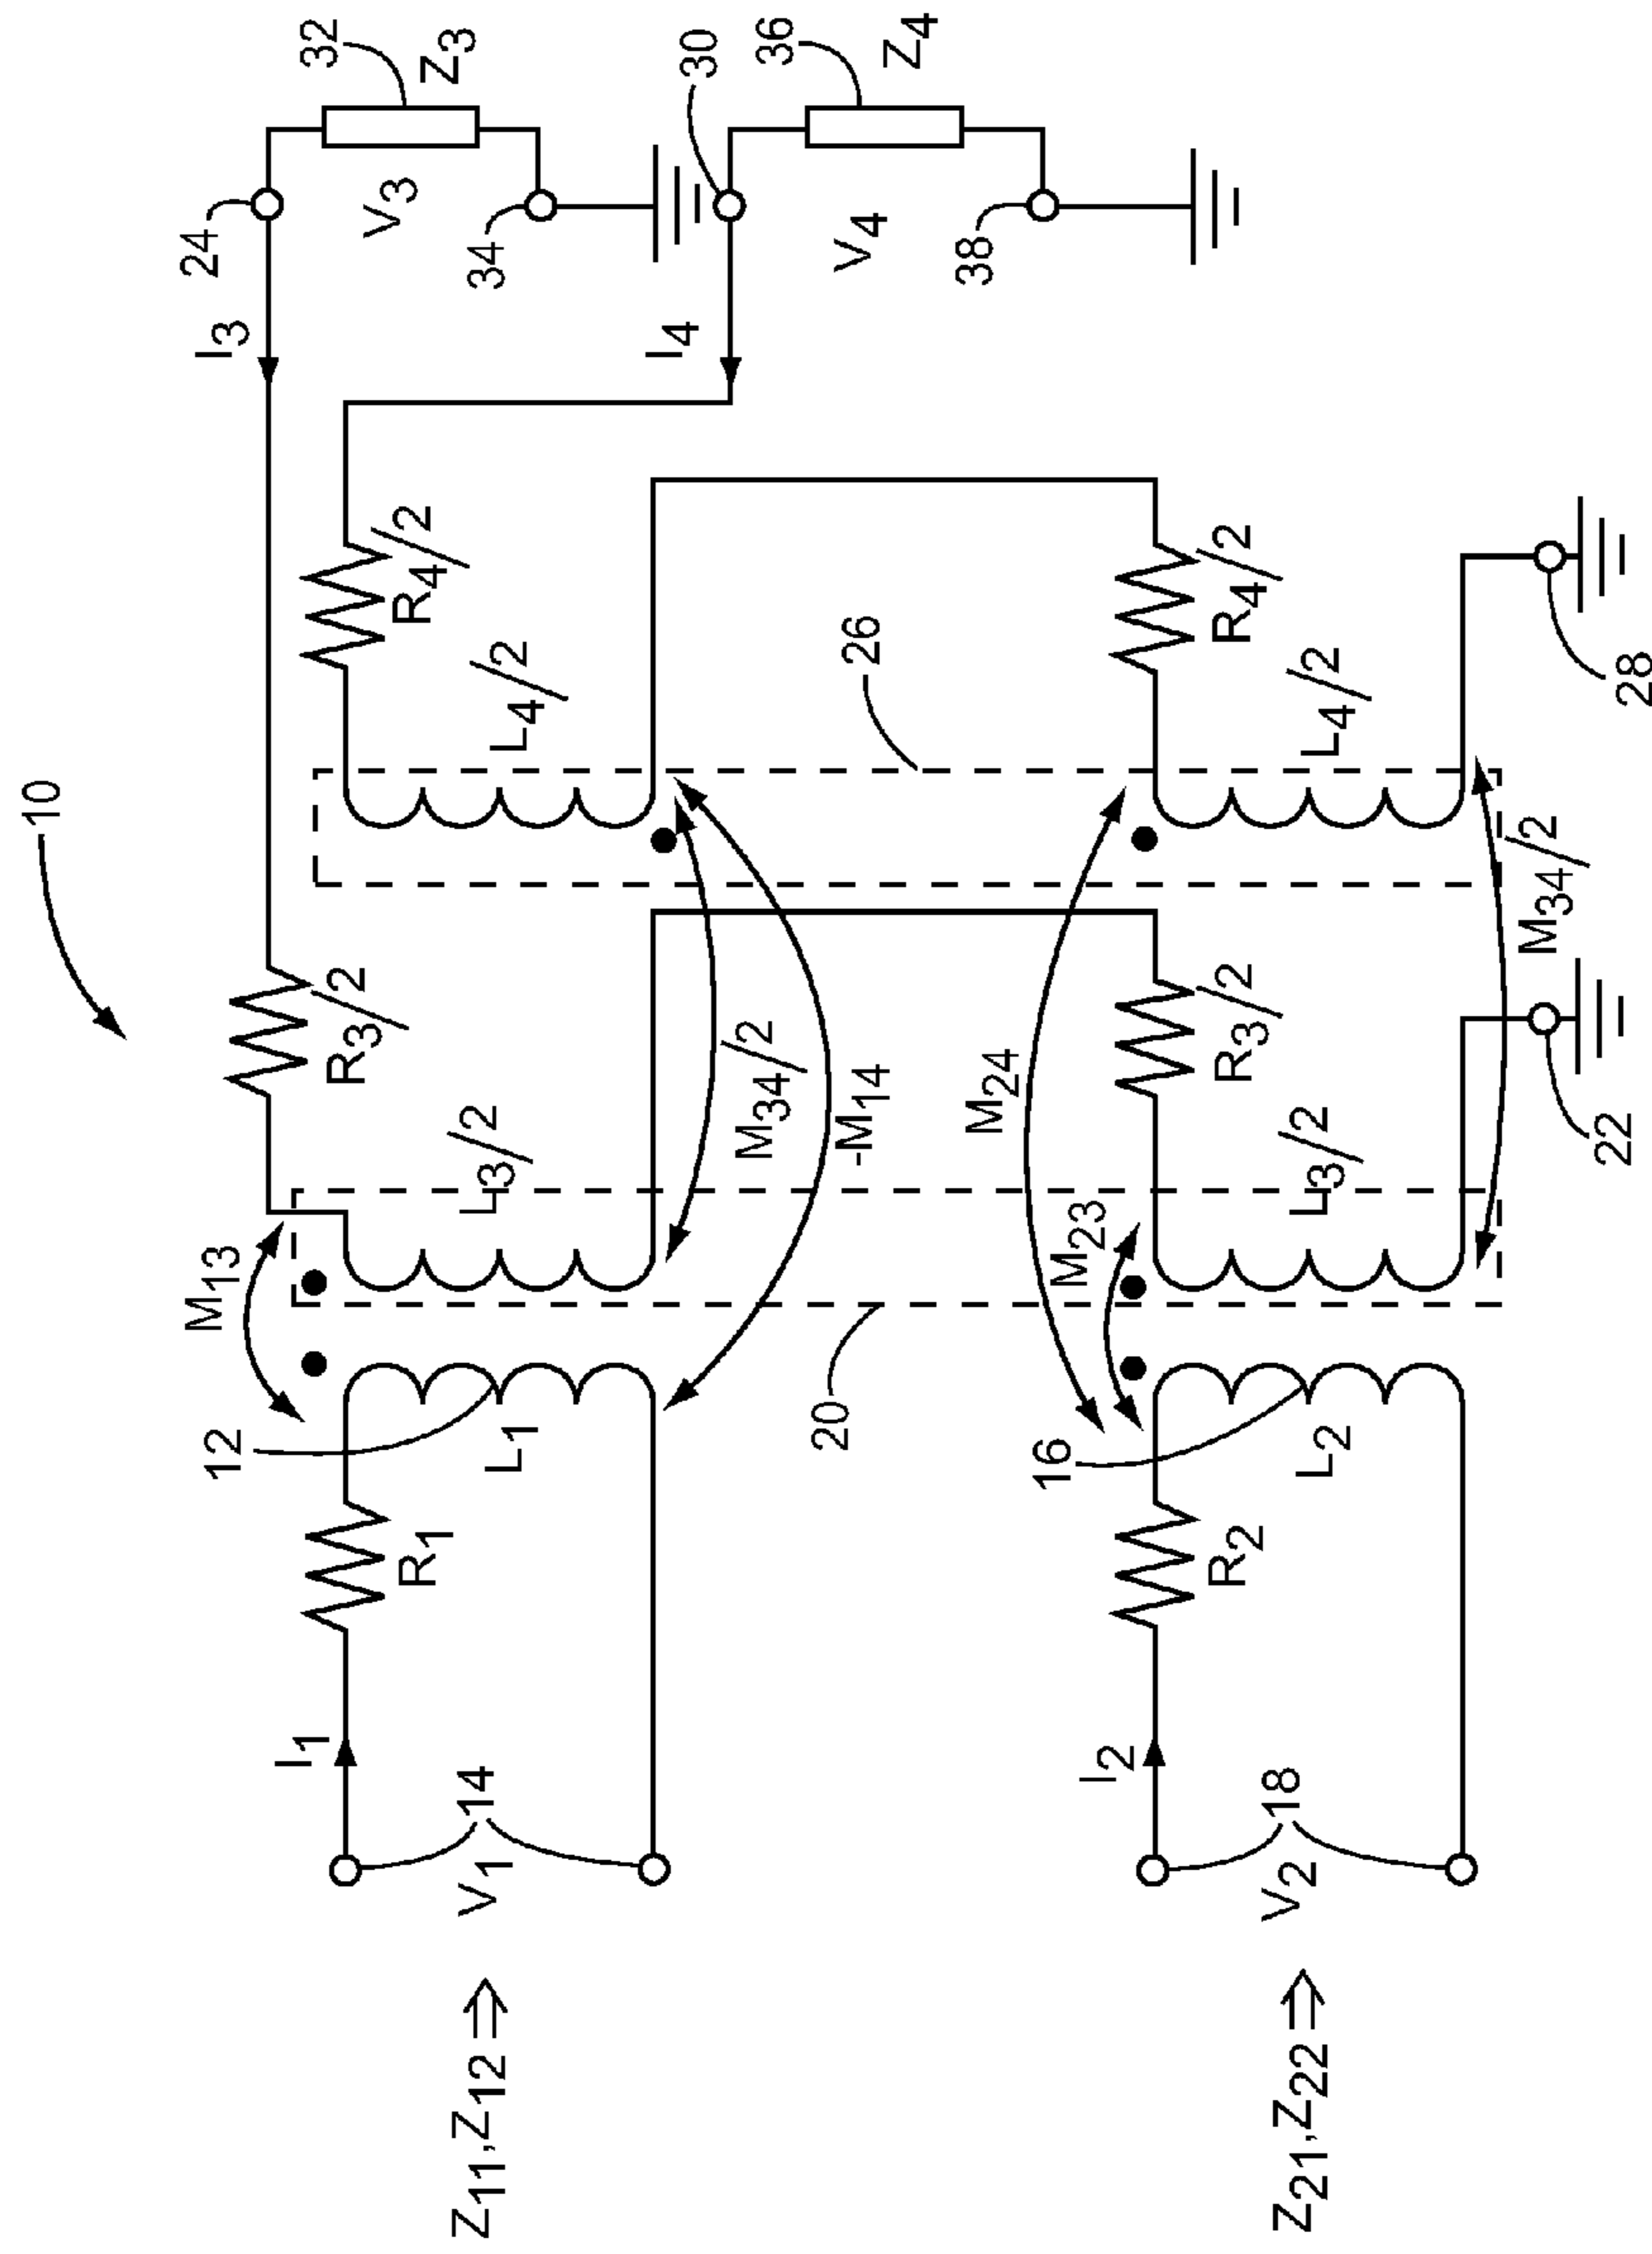 10
I1
R1
12
L1
14
V1
Z11,Z12 ⇒
M13
R3/2
L3/2
I3
24
V3
32
Z3
34
R4/2
L4/2
I4
30
V4
36
Z4
38
M34/2
-M14
20
26
M24
M23
I2
R2
16
L2
18
V2
Z21,Z22 ⇒
R3/2
L3/2
22
R4/2
L4/2
28
M34/2